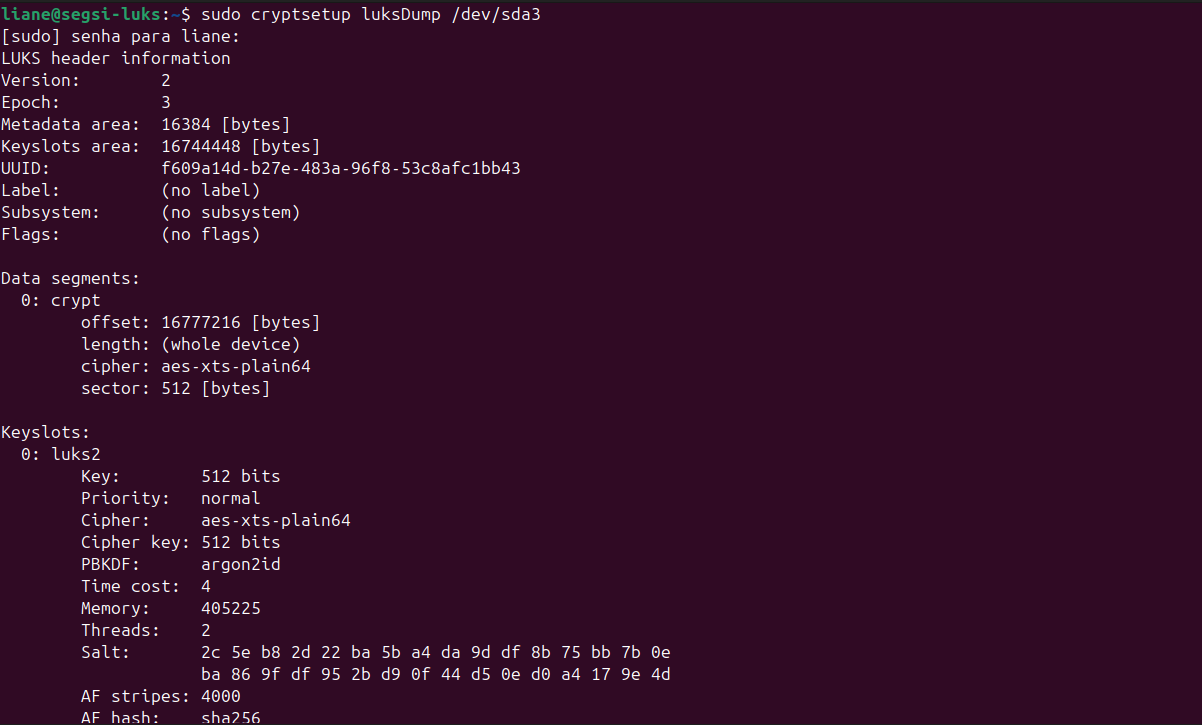 liane@segsi-luks:~$ sudo cryptsetup luksDump /dev/sda3
[sudo] senha para liane:
LUKS header information
Version:        2
Epoch:          3
Metadata area:  16384 [bytes]
Keyslots area:  16744448 [bytes]
UUID:           f609a14d-b27e-483a-96f8-53c8afc1bb43
Label:          (no label)
Subsystem:      (no subsystem)
Flags:          (no flags)
Data segments:
  0: crypt
        offset: 16777216 [bytes]
        length: (whole device)
        cipher: aes-xts-plain64
        sector: 512 [bytes]
Keyslots:
  0: luks2
        Key:        512 bits
        Priority:   normal
        Cipher:     aes-xts-plain64
        Cipher key: 512 bits
        PBKDF:      argon2id
        Time cost:  4
        Memory:     405225
        Threads:    2
        Salt:       2c 5e b8 2d 22 ba 5b a4 da 9d df 8b 75 bb 7b 0e
                    ba 86 9f df 95 2b d9 0f 44 d5 0e d0 a4 17 9e 4d
        AF stripes: 4000
        AF hash:    sha256